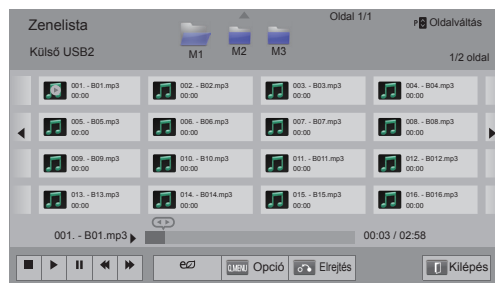 Zenelista
Oldal 1/1
P Oldalváltás
Külső USB2
M1
M2
M3
1/2 oldal
001. - B01.mp3
00:00
002. - B02.mp3
00:00
003. - B03.mp3
00:00
004. - B04.mp3
00:00
005. - B05.mp3
00:00
006. - B06.mp3
00:00
007. - B07.mp3
00:00
008. - B08.mp3
00:00
009. - B09.mp3
00:00
010. - B10.mp3
00:00
011. - B011.mp3
00:00
012. - B012.mp3
00:00
013. - B13.mp3
00:00
014. - B014.mp3
00:00
015. - B15.mp3
00:00
016. - B016.mp3
00:00
001. - B01.mp3
00:03 / 02:58
Q.MENU Opció
Elrejtés
Kilépés